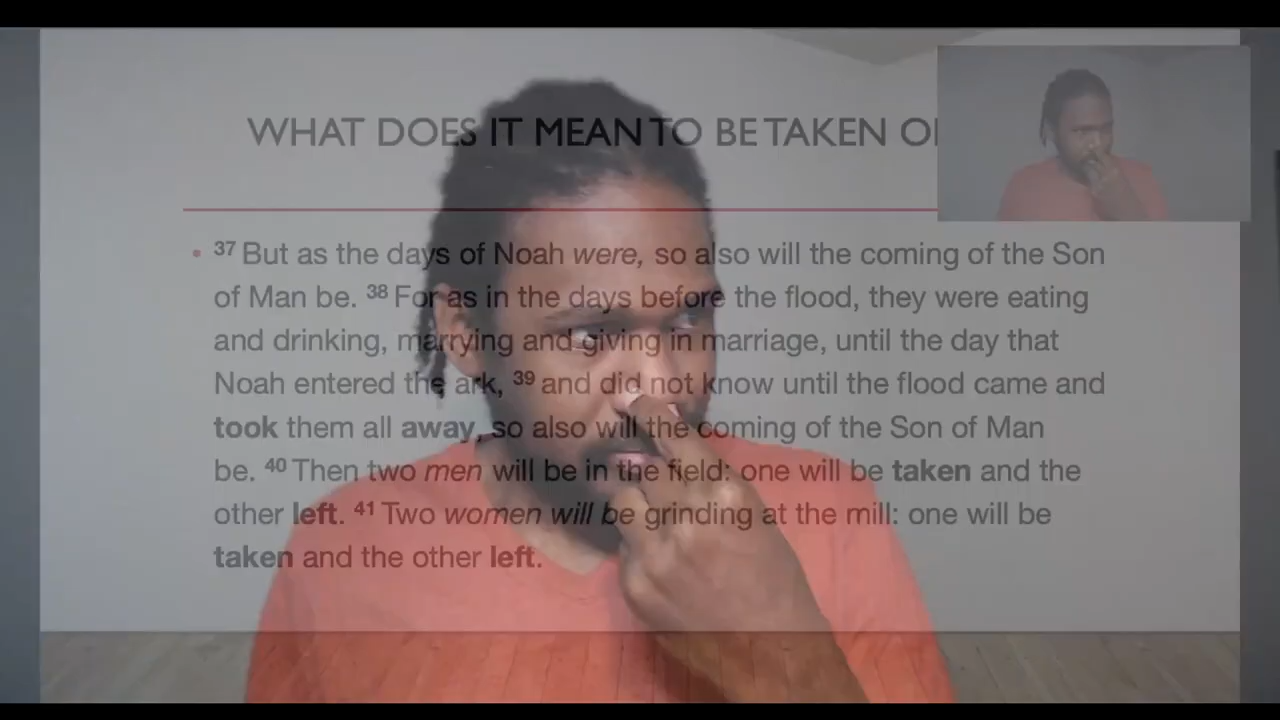 WHAT DOES IT MEAN TO BE TAKEN
• ³⁷ But as the days of Noah were, so also will the coming of the Son
of Man be. ³⁸ For as in the days before the flood, they were eating
and drinking, marrying and giving in marriage, until the day that
Noah entered the ark, ³⁹ and did not know until the flood came and
took them all away, so also will the coming of the Son of Man
be. ⁴⁰ Then two men will be in the field: one will be taken and the
other left. ⁴¹ Two women will be grinding at the mill: one will be
taken and the other left.